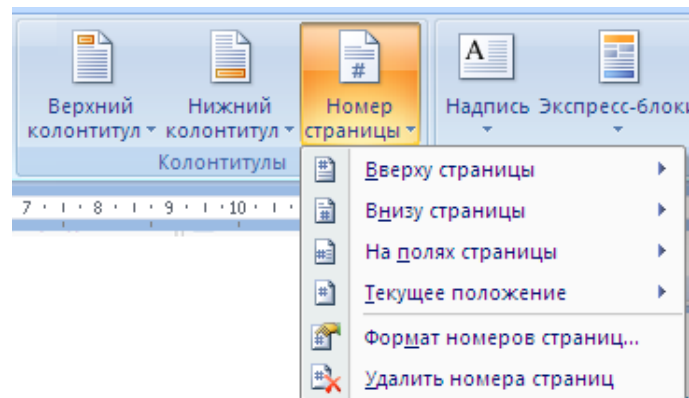 Верхний колонтитул
Нижний колонтитул
Номер страницы
Надпись
Экспресс-блоки
Колонтитулы
7 · 8 · 9 · 10
Вверху страницы
Внизу страницы
На полях страницы
Текущее положение
Формат номеров страниц...
Удалить номера страниц